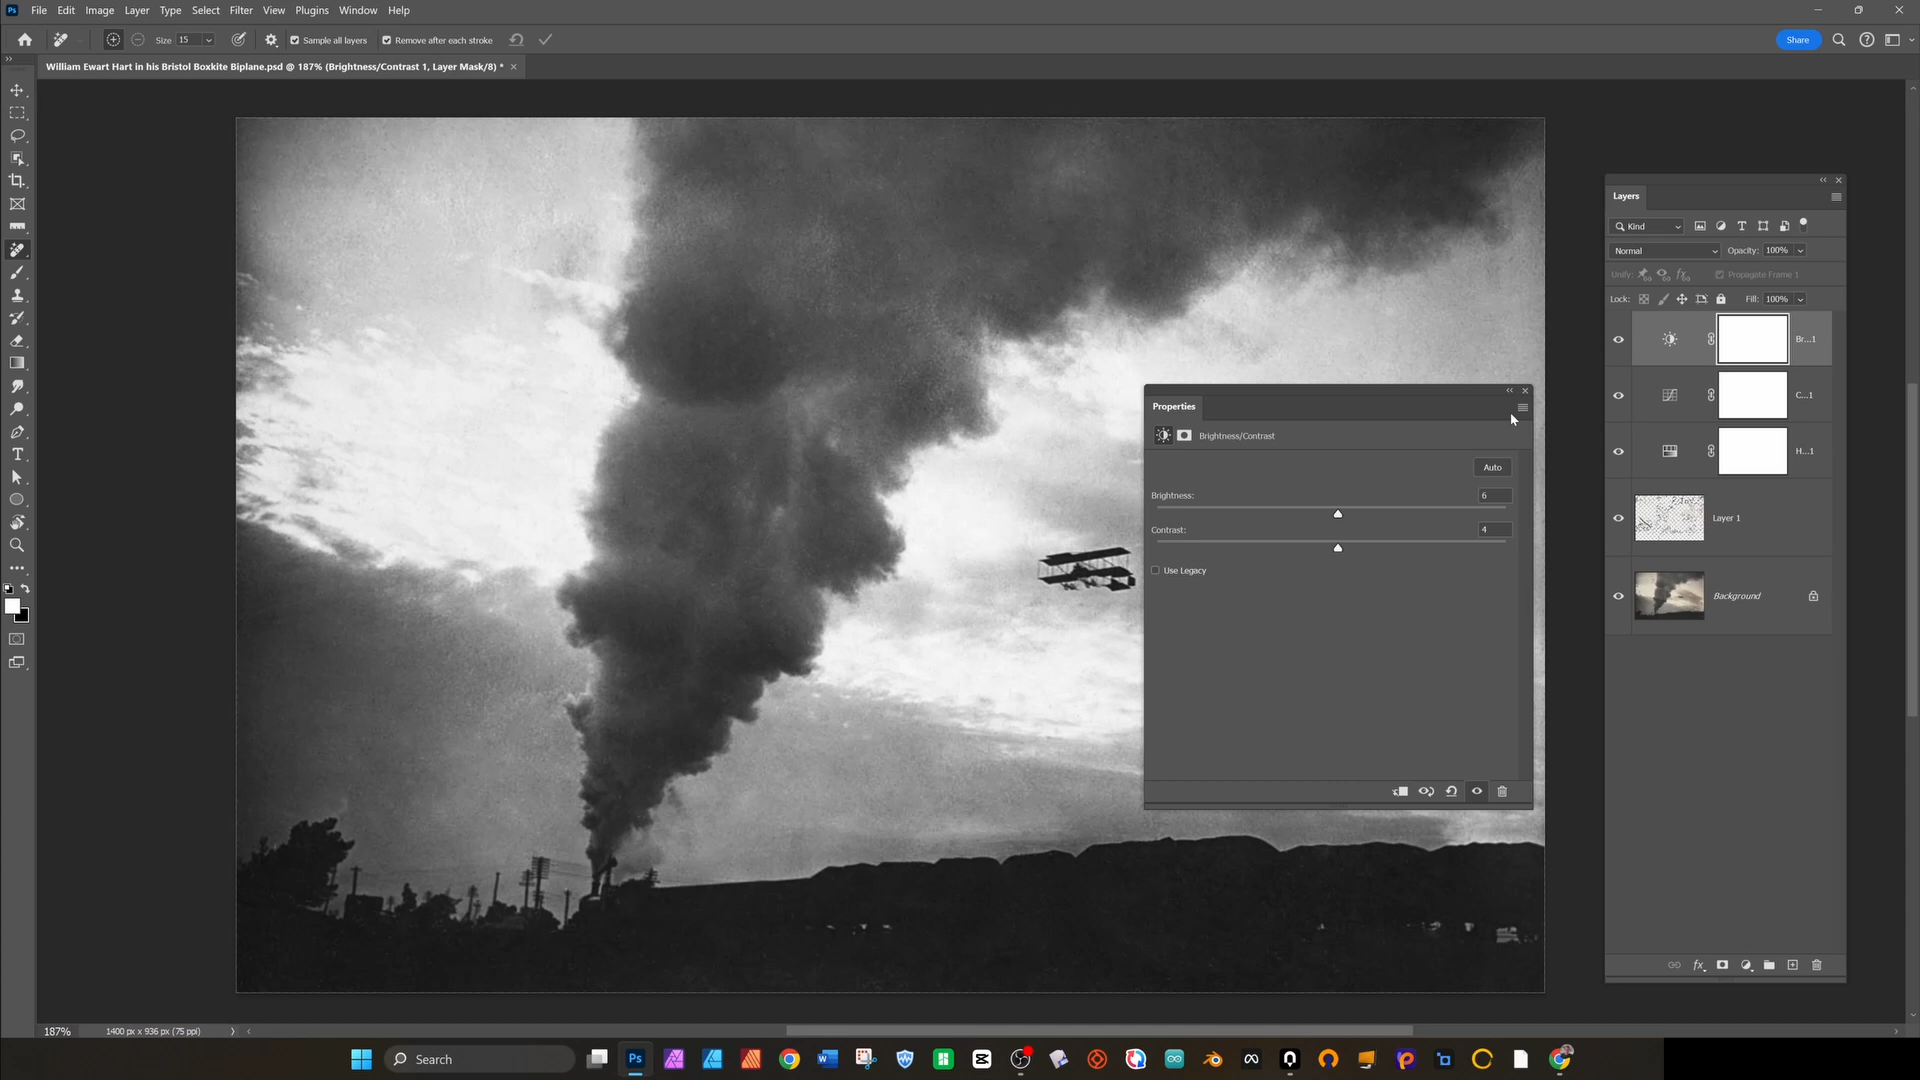 File Edit Image Layer Type Select Filter View Plugins Window Help
Size 15 Sample all layers Remove after each stroke Share
William Ewart Hart in his Bristol Boxkite Biplane.psd @ 187% (Brightness/Contrast 1, Layer Mask/8) *
Layers
Kind
Normal Opacity: 100%
Unify: Propagate Frame 1
Lock: Fill: 100%
Br...1
C...1
H...1
Layer 1
Background
Properties
Brightness/Contrast
Auto
Brightness: 6
Contrast: 4
Use Legacy
187% 1400 px x 936 px (75 ppi)
Search